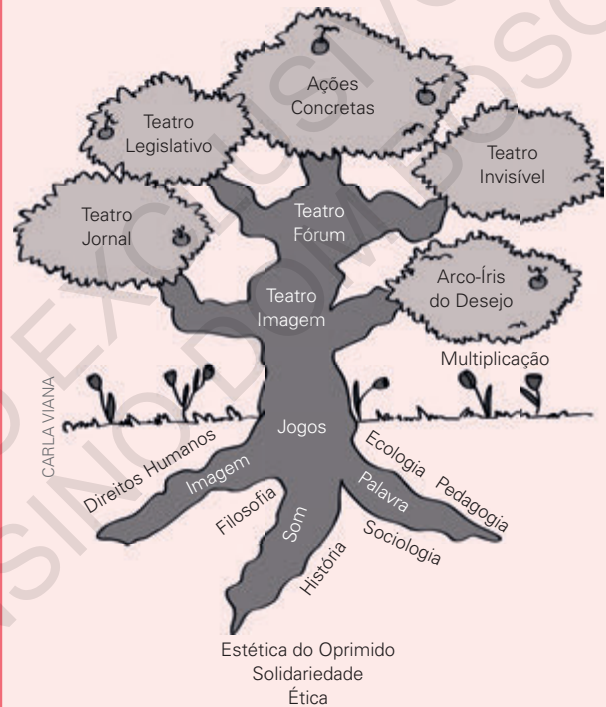 Ações
Concretas
Teatro
Legislativo
Teatro
Invisível
Teatro
Jornal
Teatro
Fórum
Arco-Íris
do Desejo
Teatro
Imagem
Multiplicação
CARLA VIANA
Jogos
Direitos Humanos
Imagem
Filosofia
Som
História
Palavra
Ecologia Pedagogia
Sociologia
Estética do Oprimido
Solidariedade
Ética